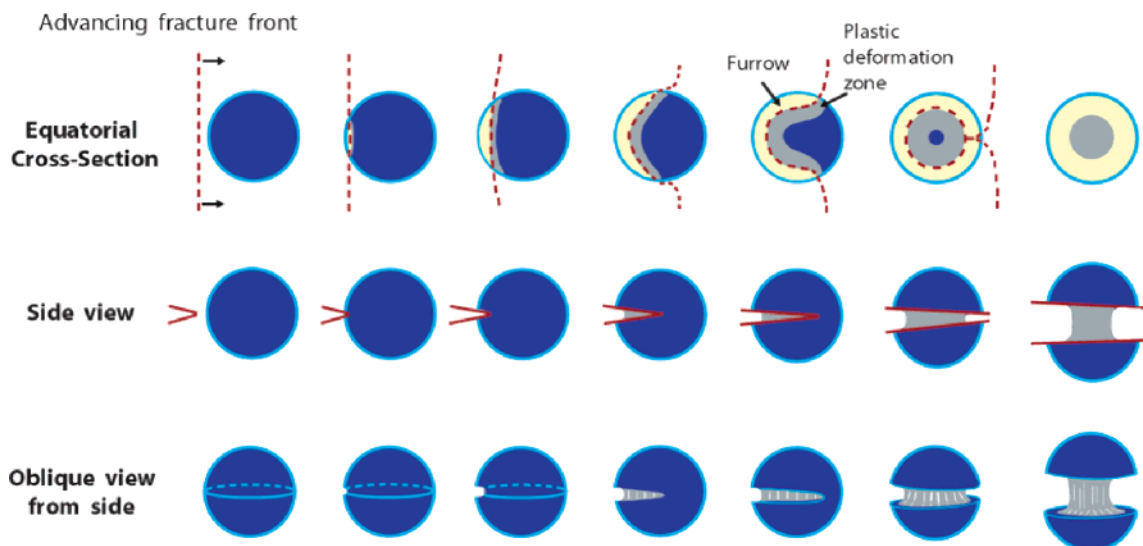 Advancing fracture front
Furrow
Plastic
deformation
zone
Equatorial
Cross-Section
Side view
Oblique view
from side